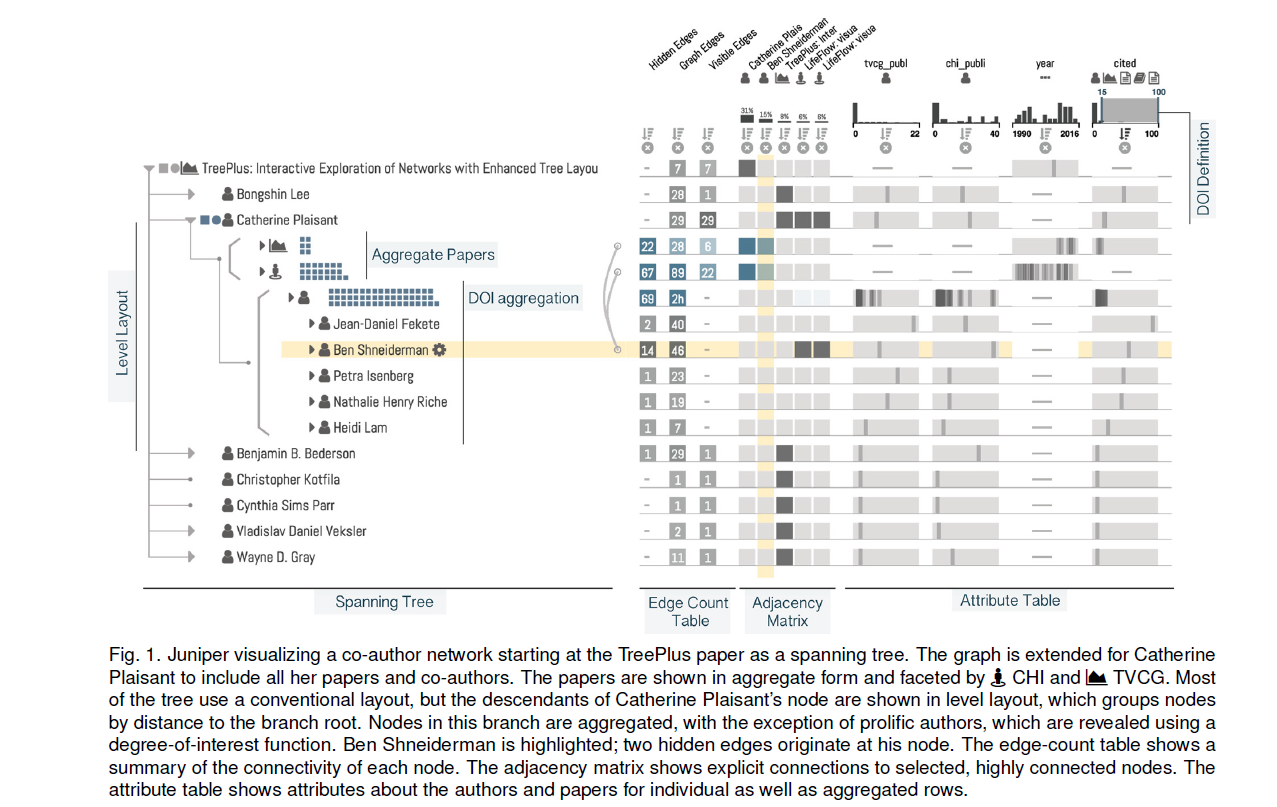 Hidden Edges
Graph Edges
Visible Edges
Catherine Plais
Ben Shneiderman
TreePlus: Inter
LifeFlow: visua
LifeFlow: visua
tvcg_publ
chi_publi
year
cited
31%
15%
8%
6%
6%
15
100
0
22
0
40
1990
2016
0
100
DOI Definition
TreePlus: Interactive Exploration of Networks with Enhanced Tree Layou
- 7 7
Bongshin Lee
- 28 1
Catherine Plaisant
- 29 29
22 28 6
Aggregate Papers
67 89 22
DOI aggregation
69 2h -
Jean-Daniel Fekete
2 40 -
Ben Shneiderman
14 46 -
Petra Isenberg
1 23 -
Nathalie Henry Riche
1 19 -
Heidi Lam
1 7 -
Benjamin B. Bederson
1 29 1
Christopher Kotfila
- 1 1
Cynthia Sims Parr
- 1 1
Vladislav Daniel Veksler
- 2 1
Wayne D. Gray
- 11 1
Level Layout
Spanning Tree
Edge Count
Table
Adjacency
Matrix
Attribute Table
Fig. 1. Juniper visualizing a co-author network starting at the TreePlus paper as a spanning tree. The graph is extended for Catherine
Plaisant to include all her papers and co-authors. The papers are shown in aggregate form and faceted by CHI and TVCG. Most
of the tree use a conventional layout, but the descendants of Catherine Plaisant's node are shown in level layout, which groups nodes
by distance to the branch root. Nodes in this branch are aggregated, with the exception of prolific authors, which are revealed using a
degree-of-interest function. Ben Shneiderman is highlighted; two hidden edges originate at his node. The edge-count table shows a
summary of the connectivity of each node. The adjacency matrix shows explicit connections to selected, highly connected nodes. The
attribute table shows attributes about the authors and papers for individual as well as aggregated rows.